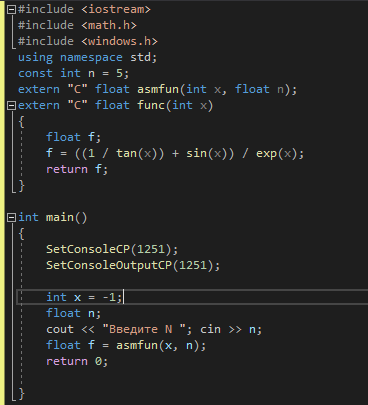 #include <iostream>
#include <math.h>
#include <windows.h>
using namespace std;
const int n = 5;
extern "C" float asmfun(int x, float n);
extern "C" float func(int x)
{
    float f;
    f = ((1 / tan(x)) + sin(x)) / exp(x);
    return f;
}
int main()
{
    SetConsoleCP(1251);
    SetConsoleOutputCP(1251);
    int x = -1;
    float n;
    cout << "Введите N "; cin >> n;
    float f = asmfun(x, n);
    return 0;
}